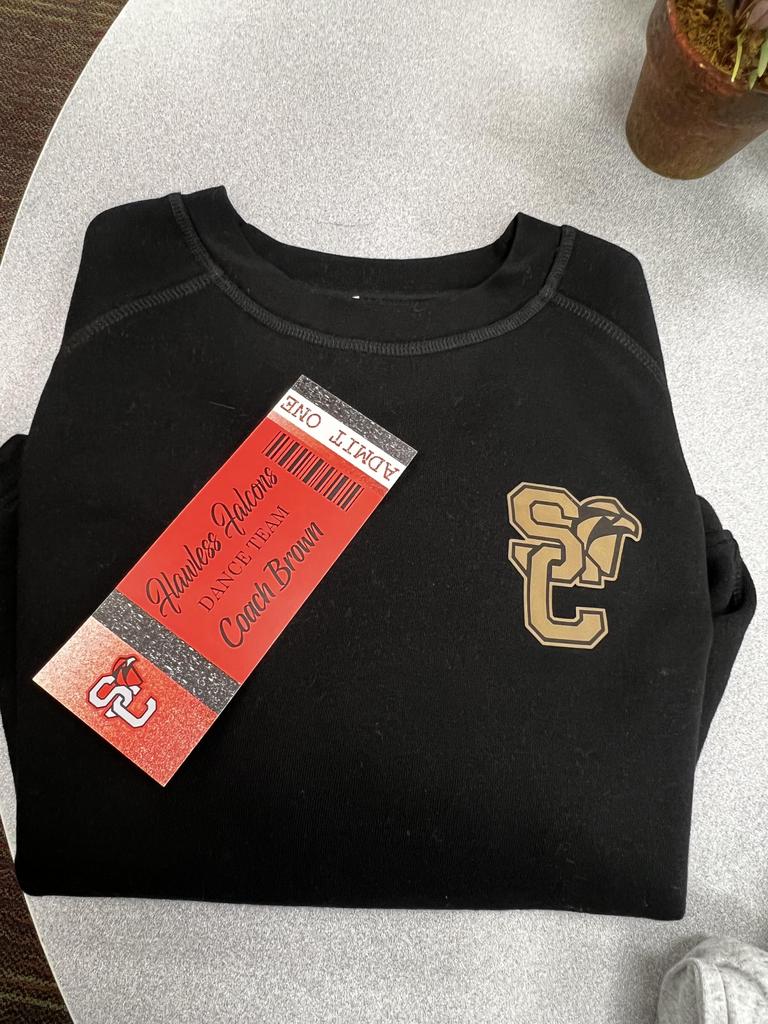 ADMIT ONE
Flawless Falcons
DANCE TEAM
Coach Brown
SC
SC